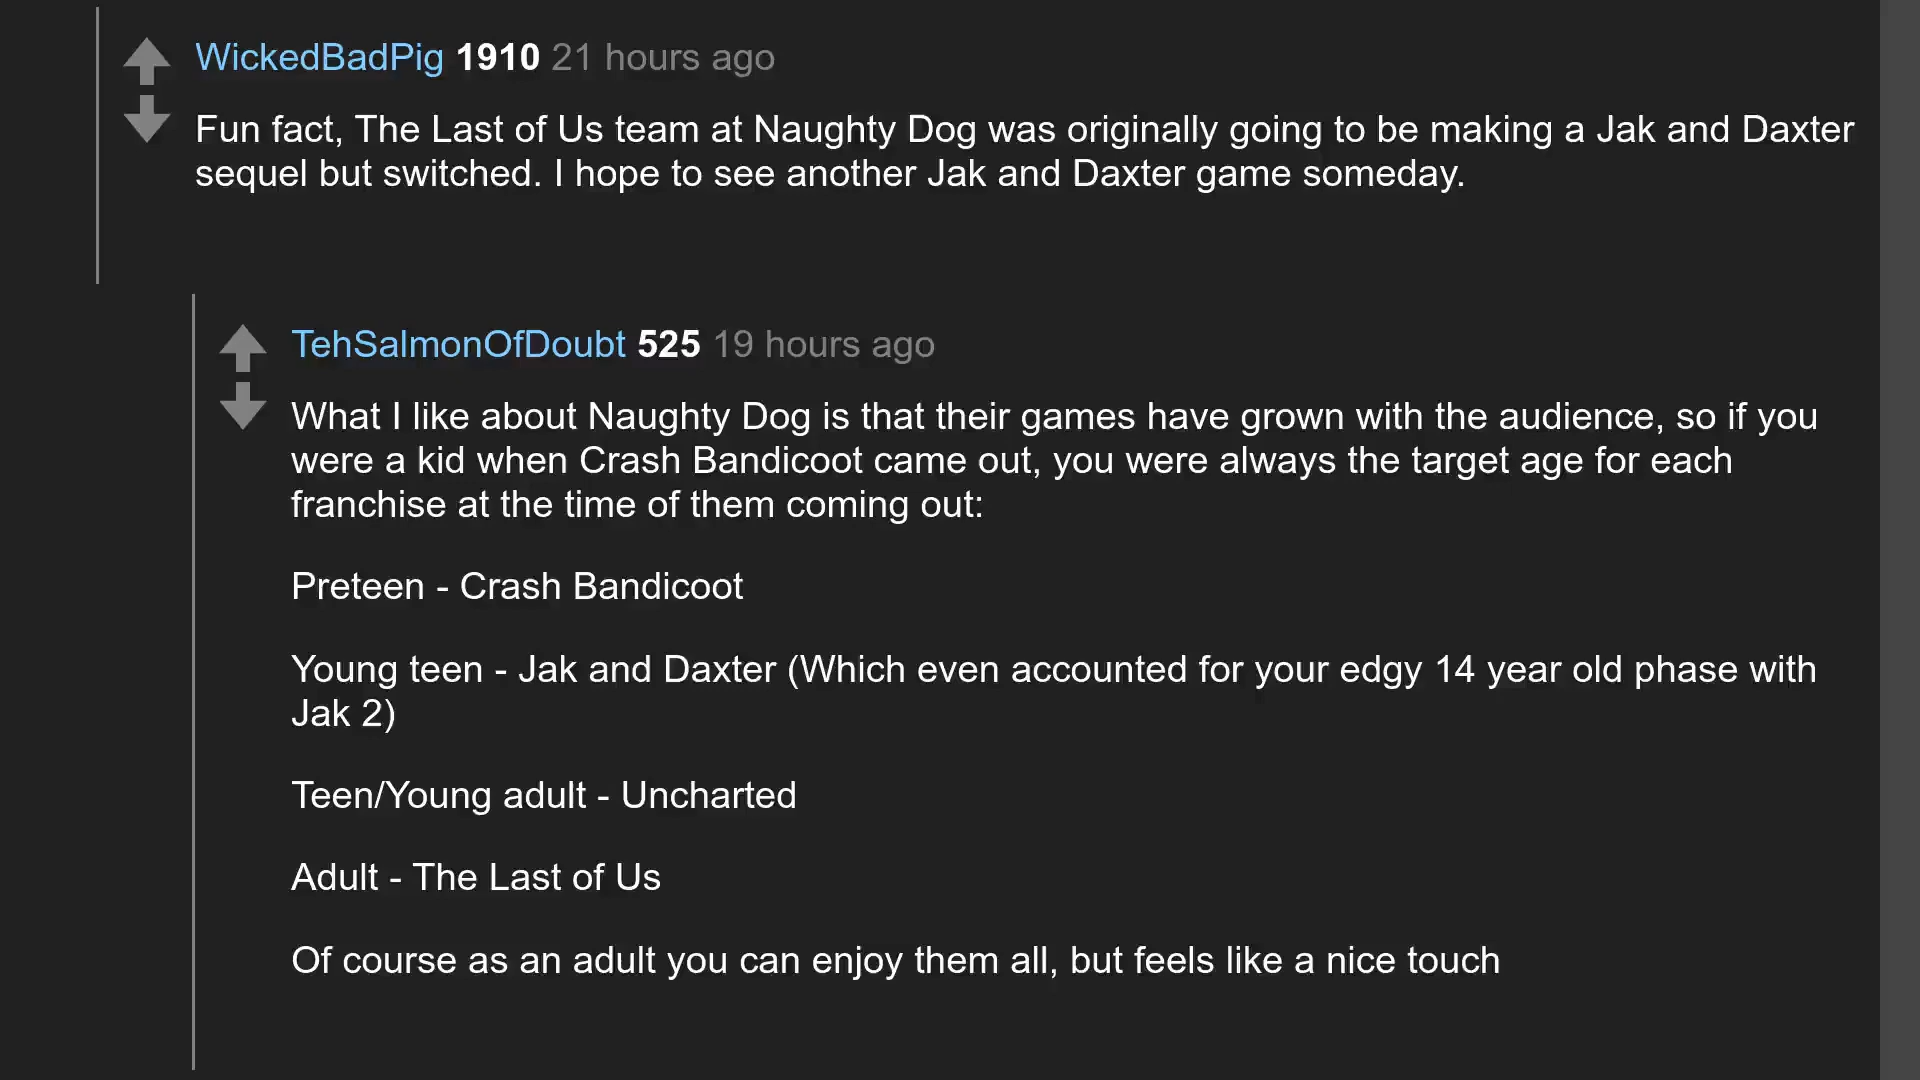 WickedBadPig 1910 21 hours ago
Fun fact, The Last of Us team at Naughty Dog was originally going to be making a Jak and Daxter
sequel but switched. I hope to see another Jak and Daxter game someday.
TehSalmonOfDoubt 525 19 hours ago
What I like about Naughty Dog is that their games have grown with the audience, so if you
were a kid when Crash Bandicoot came out, you were always the target age for each
franchise at the time of them coming out:
Preteen - Crash Bandicoot
Young teen - Jak and Daxter (Which even accounted for your edgy 14 year old phase with
Jak 2)
Teen/Young adult - Uncharted
Adult - The Last of Us
Of course as an adult you can enjoy them all, but feels like a nice touch